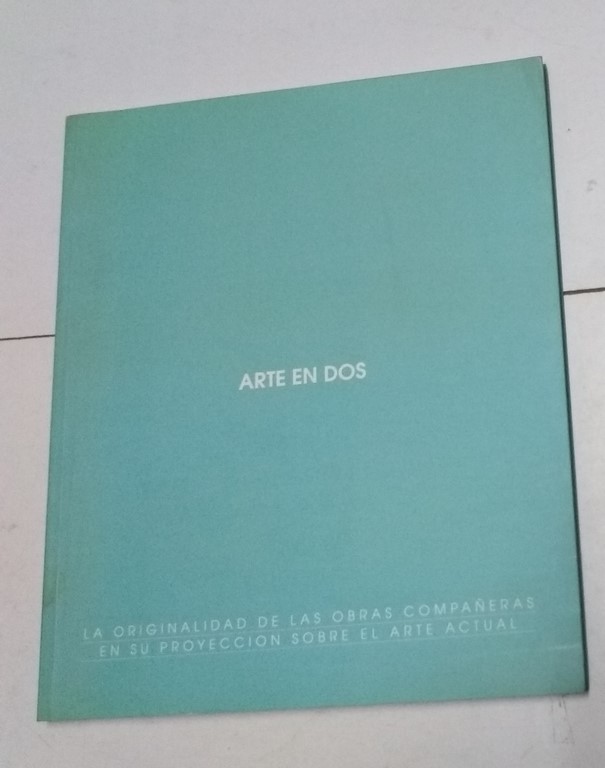 ARTE EN DOS
LA ORIGINALIDAD DE LAS OBRAS COMPAÑERAS
EN SU PROYECCION SOBRE EL ARTE ACTUAL